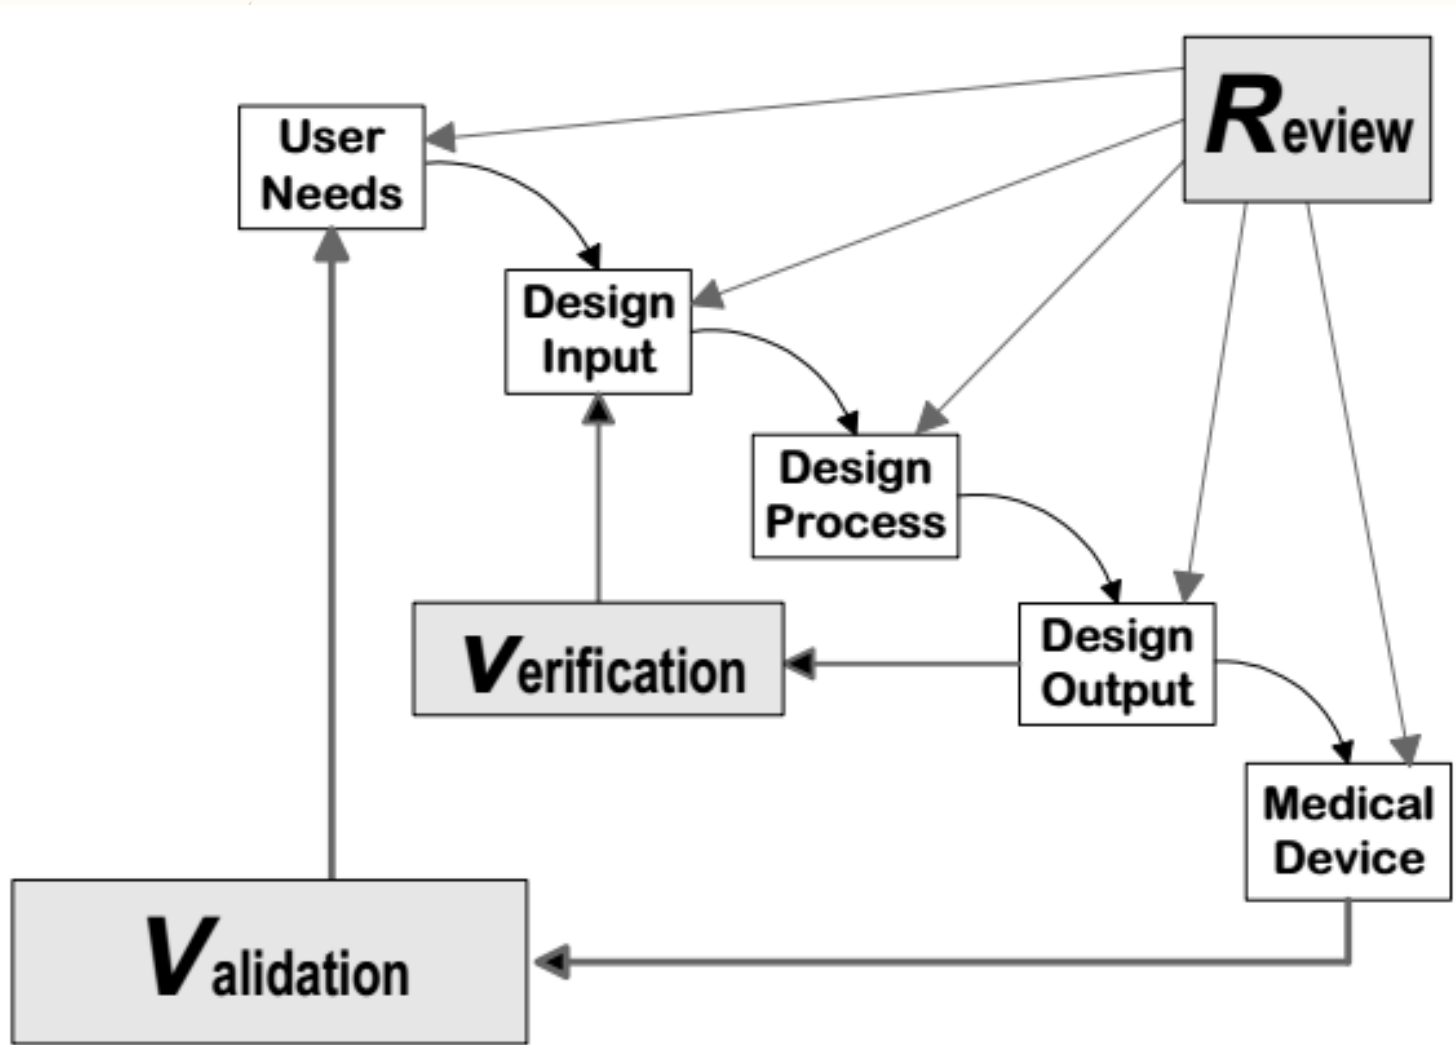 Review
User
Needs
Design
Input
Design
Process
Verification
Design
Output
Medical
Device
Validation